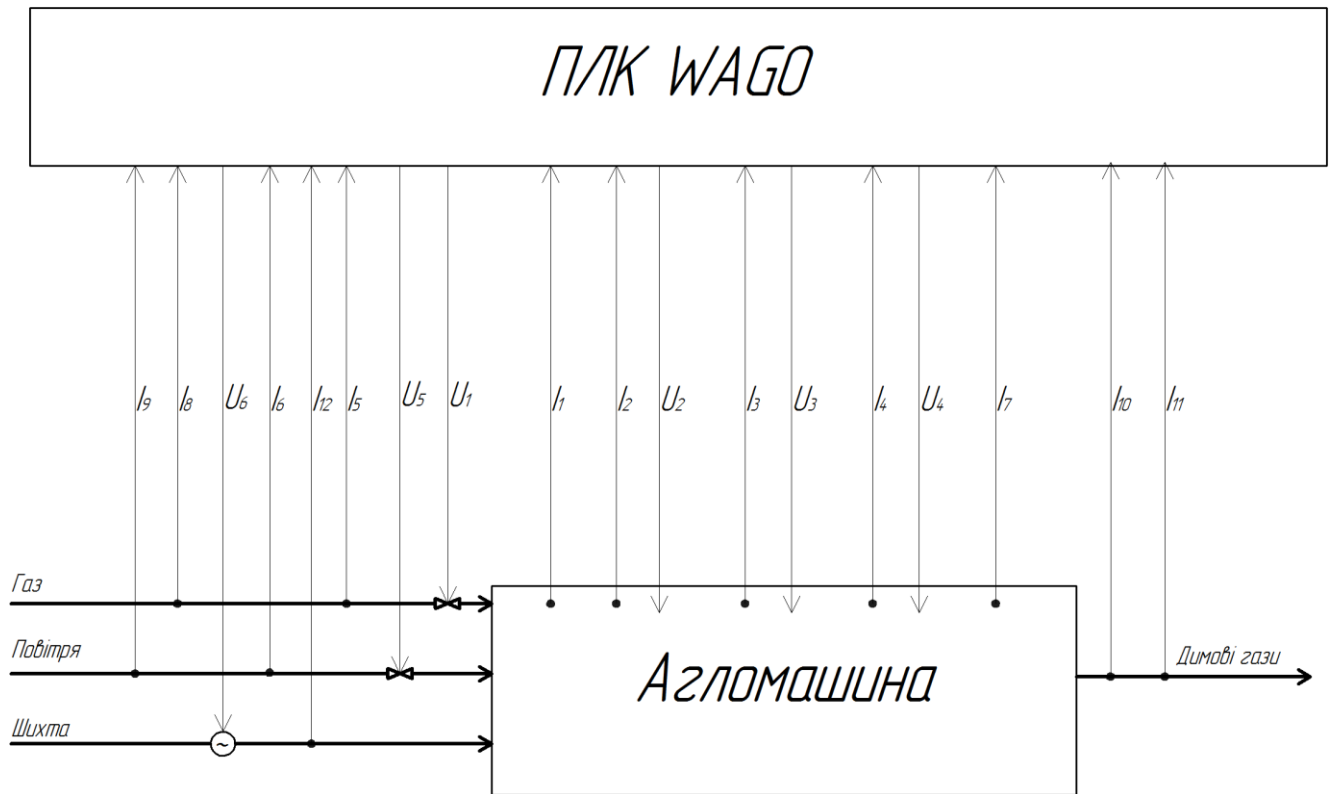 ПЛК WAGO
I9 I8 U6 I6 I12 I5 U5 U1 I1 I2 U2 I3 U3 I4 U4 I7 I10 I11
Газ
Повітря
Шихта
~
Агломашина
Димові гази